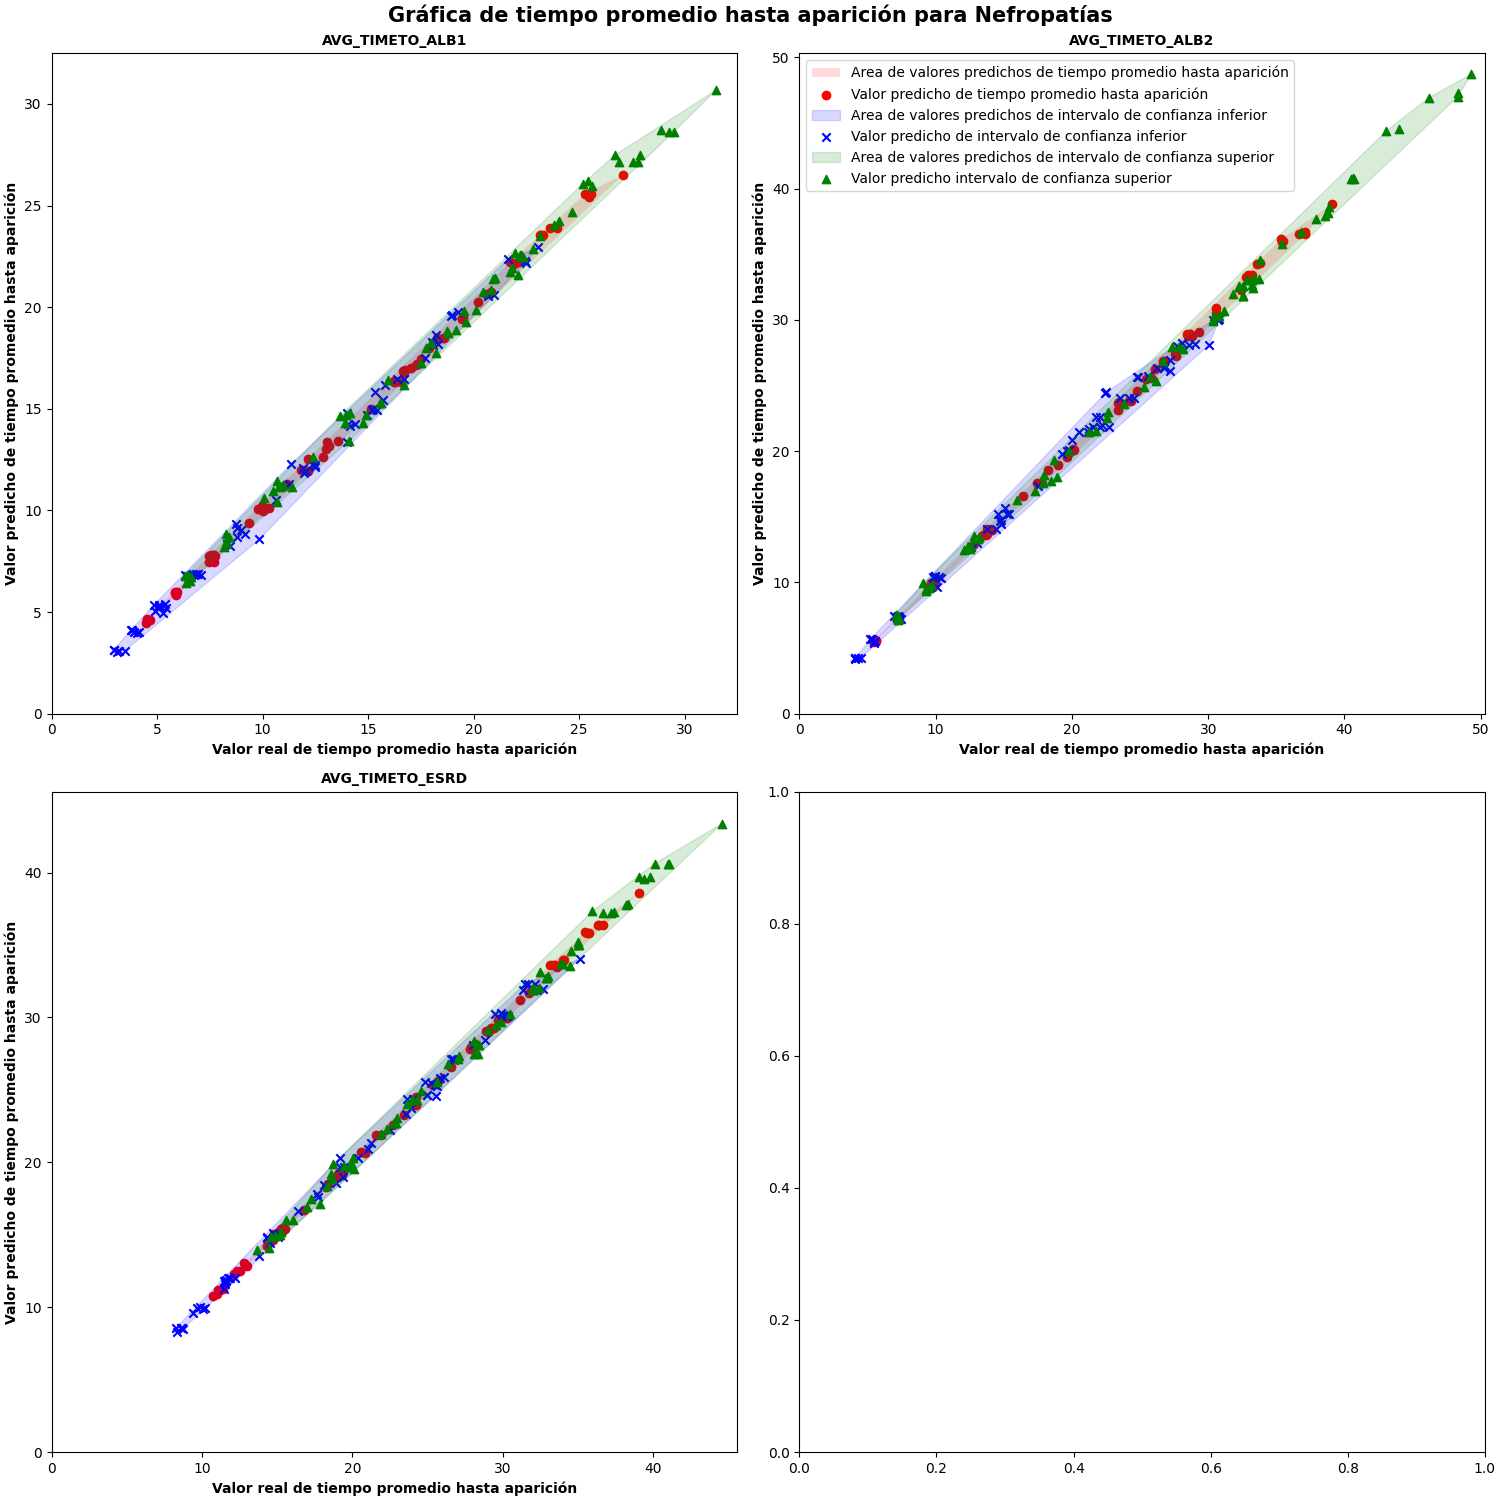 Gráfica de tiempo promedio hasta aparición para Nefropatías
AVG_TIMETO_ALB1
Valor predicho de tiempo promedio hasta aparición
30
25
20
15
10
5
0
0 5 10 15 20 25 30
Valor real de tiempo promedio hasta aparición
AVG_TIMETO_ALB2
Area de valores predichos de tiempo promedio hasta aparición
Valor predicho de tiempo promedio hasta aparición
Area de valores predichos de intervalo de confianza inferior
Valor predicho de intervalo de confianza inferior
Area de valores predichos de intervalo de confianza superior
Valor predicho intervalo de confianza superior
Valor predicho de tiempo promedio hasta aparición
50
40
30
20
10
0
0 10 20 30 40 50
Valor real de tiempo promedio hasta aparición
AVG_TIMETO_ESRD
Valor predicho de tiempo promedio hasta aparición
40
30
20
10
0
0 10 20 30 40
Valor real de tiempo promedio hasta aparición
1.0
0.8
0.6
0.4
0.2
0.0
0.0 0.2 0.4 0.6 0.8 1.0